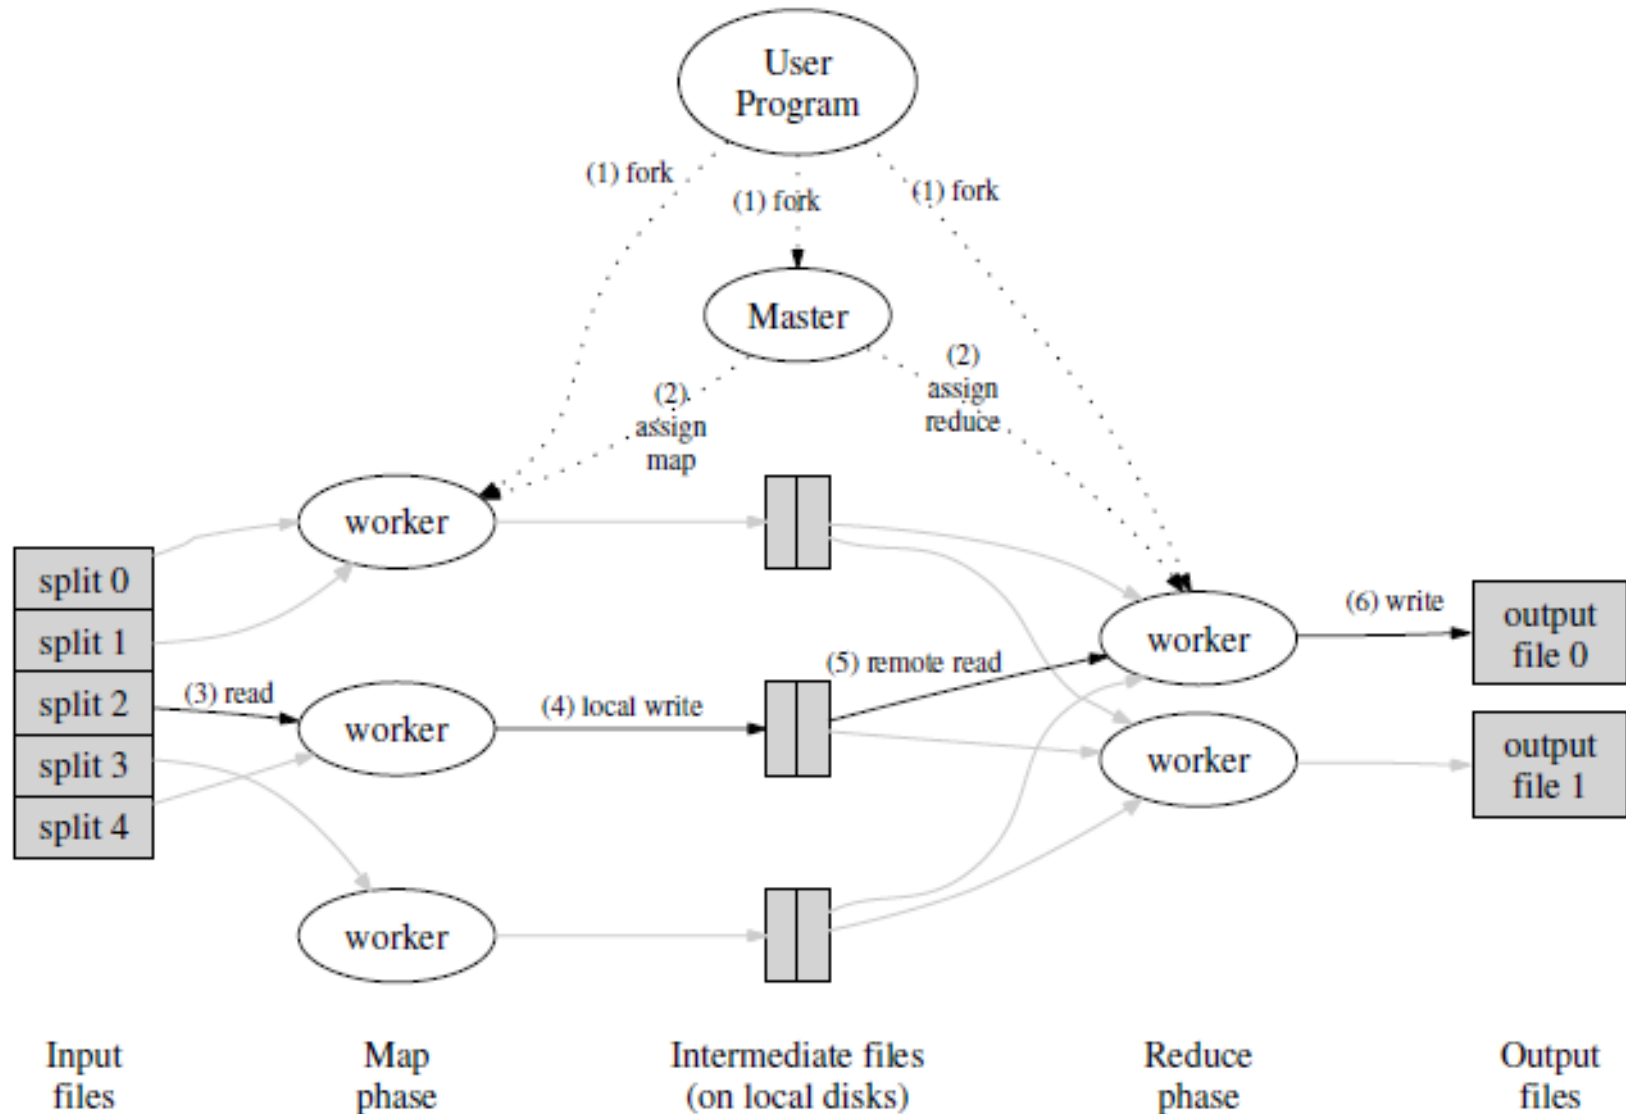 User
Program
(1) fork
(1) fork
(1) fork
Master
(2)
assign
map
(2)
assign
reduce
worker
split 0
split 1
split 2
split 3
split 4
(3) read
worker
(4) local write
(5) remote read
worker
(6) write
output
file 0
worker
output
file 1
worker
Input
files
Map
phase
Intermediate files
(on local disks)
Reduce
phase
Output
files